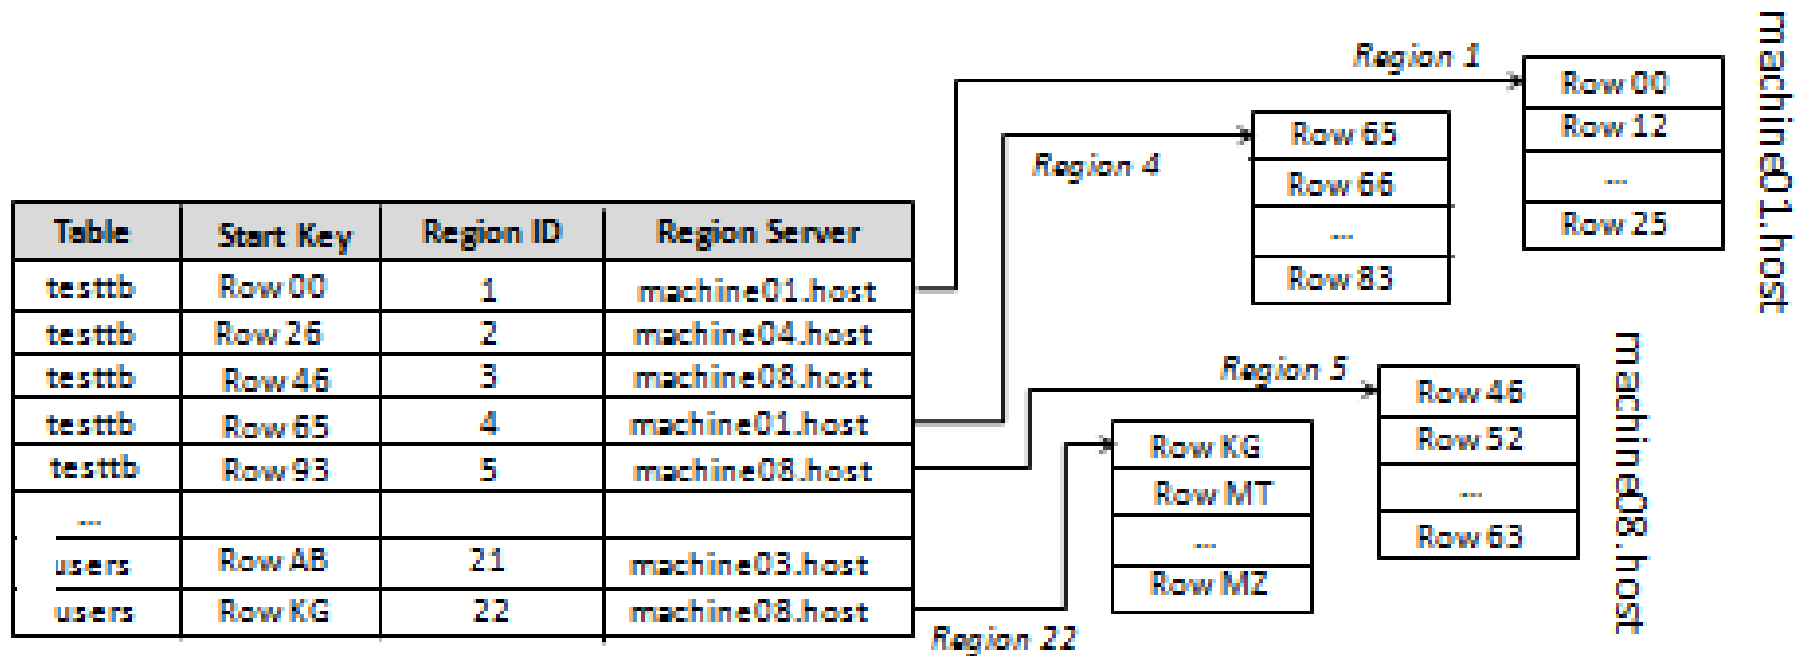 Table Start Key Region ID Region Server
testtb Row 00 1 machine01.host
testtb Row 26 2 machine04.host
testtb Row 46 3 machine08.host
testtb Row 65 4 machine01.host
testtb Row 93 5 machine08.host
...
users Row AB 21 machine03.host
users Row KG 22 machine08.host
Region 1
Row 00
Row 12
...
Row 25
machine01.host
Region 4
Row 65
Row 66
...
Row 83
Region 5
Row 46
Row 52
...
Row 63
machine08.host
Region 22
Row KG
Row MT
...
Row MZ